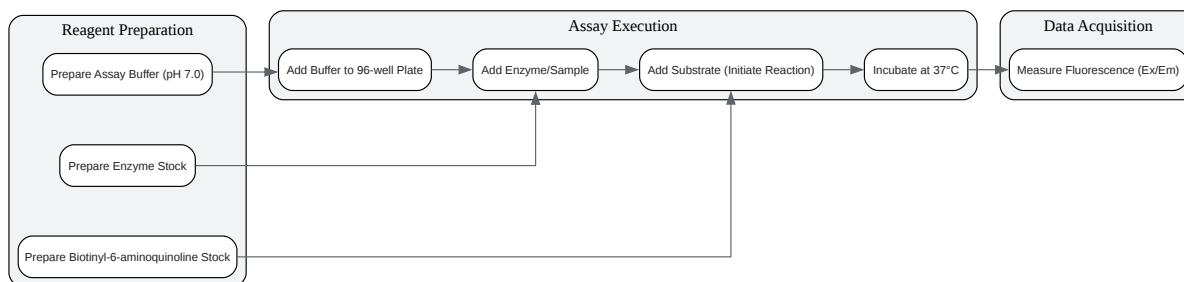 Reagent Preparation
Prepare Assay Buffer (pH 7.0)
Prepare Enzyme Stock
Prepare Biotinyl-6-aminoquinoline Stock
Assay Execution
Add Buffer to 96-well Plate
Add Enzyme/Sample
Add Substrate (Initiate Reaction)
Incubate at 37°C
Data Acquisition
Measure Fluorescence (Ex/Em)